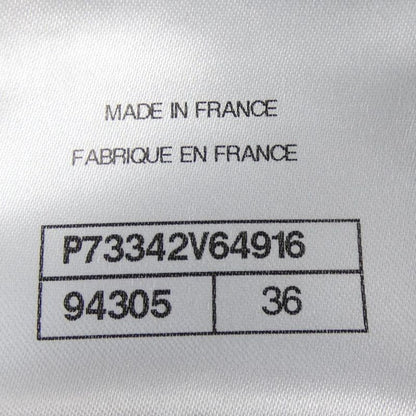 MADE IN FRANCE
FABRIQUE EN FRANCE
P73342V64916
94305 36